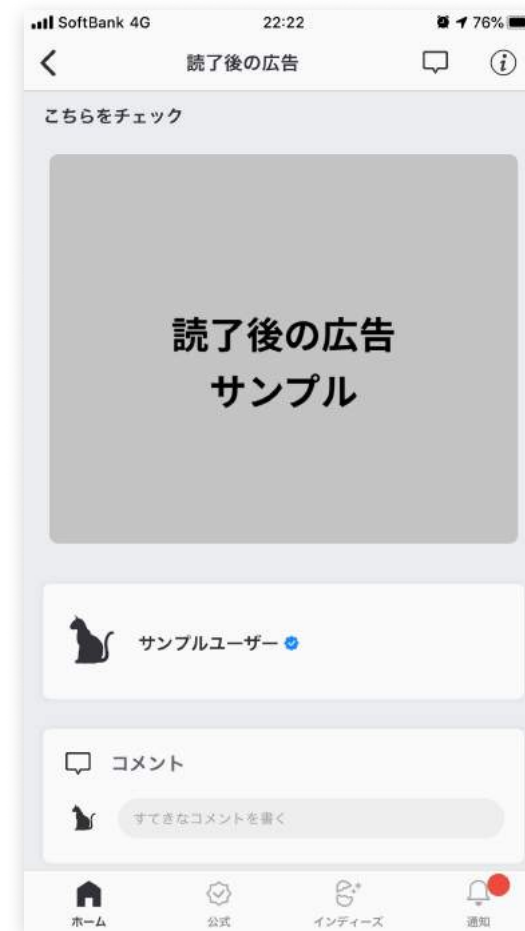 SoftBank 4G 22:22 76%
読了後の広告
こちらをチェック
読了後の広告
サンプル
サンプルユーザー
コメント
すてきなコメントを書く
ホーム 公式 インディーズ 通知